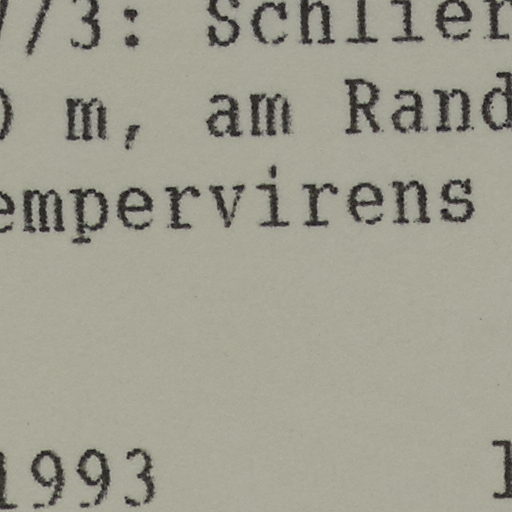 /3: Schlier
m, am Rand
empervirens
1993